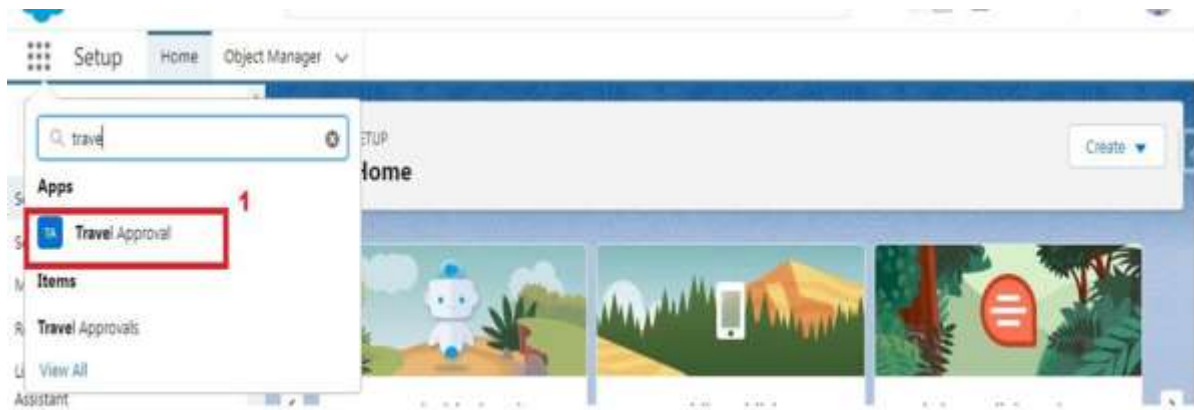 Setup Home Object Manager
trave
ETUP
Home
Create
Apps
1
TA Travel Approval
Items
Travel Approvals
View All
Assistant